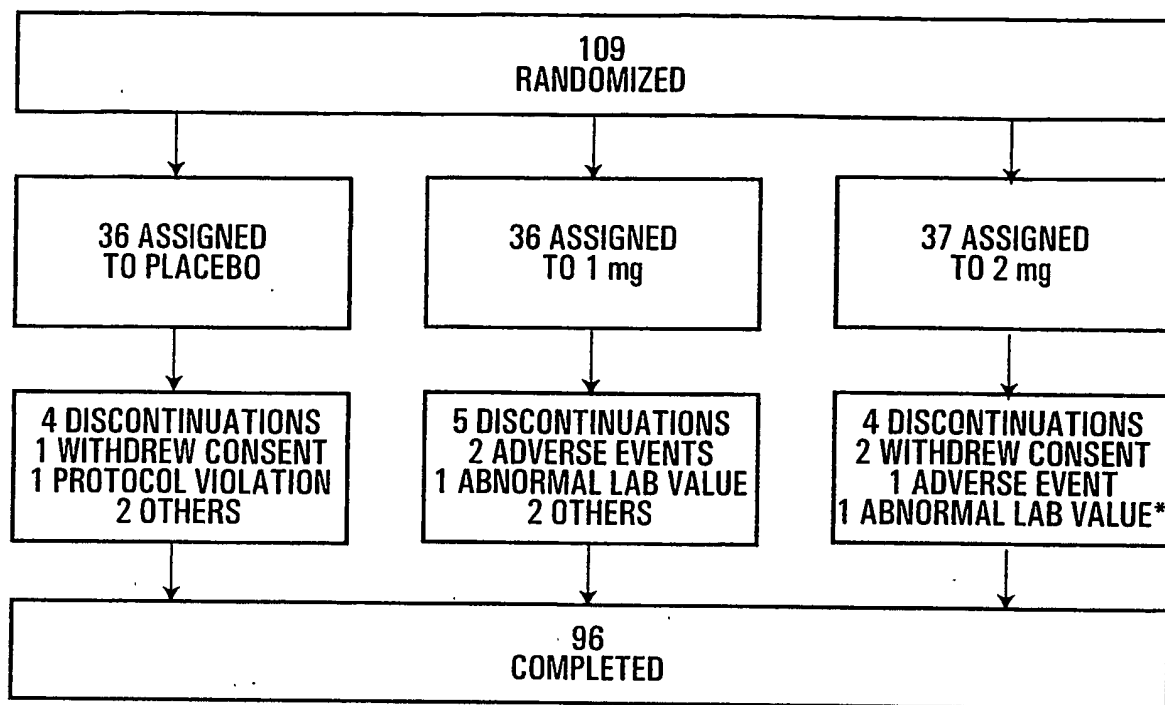 109
RANDOMIZED
36 ASSIGNED
TO PLACEBO
36 ASSIGNED
TO 1 mg
37 ASSIGNED
TO 2 mg
4 DISCONTINUATIONS
1 WITHDREW CONSENT
1 PROTOCOL VIOLATION
2 OTHERS
5 DISCONTINUATIONS
2 ADVERSE EVENTS
1 ABNORMAL LAB VALUE
2 OTHERS
4 DISCONTINUATIONS
2 WITHDREW CONSENT
1 ADVERSE EVENT
1 ABNORMAL LAB VALUE*
96
COMPLETED